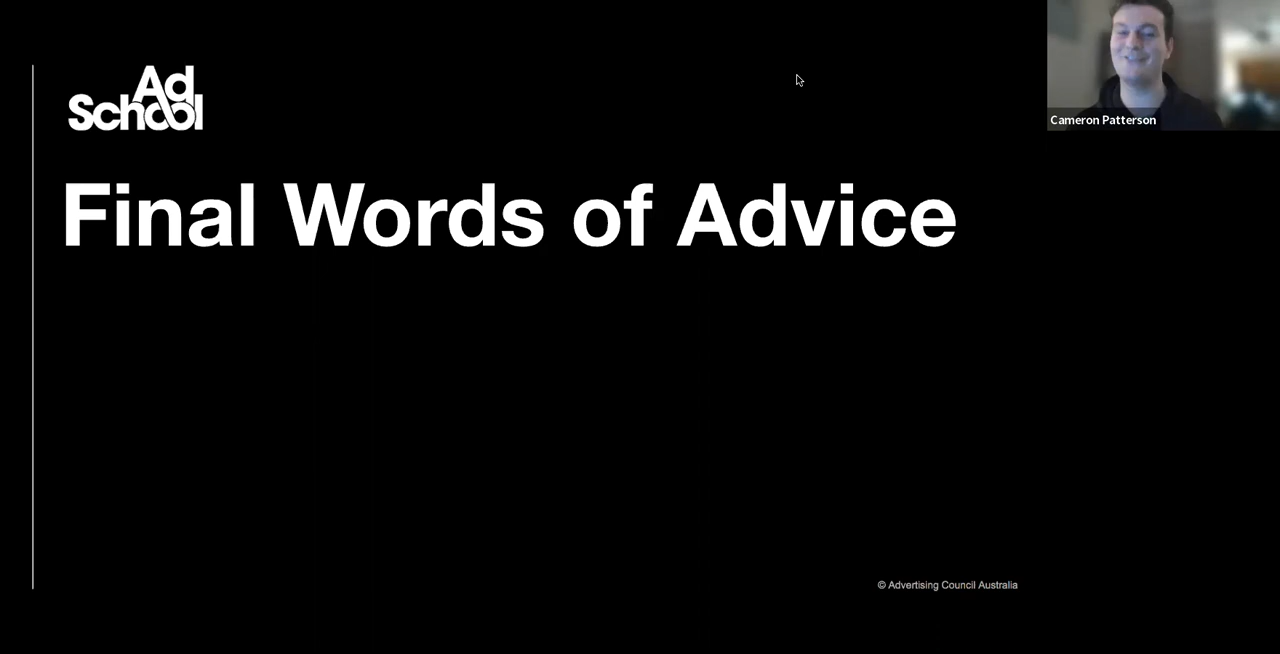 Ad
School
Cameron Patterson
Final Words of Advice
© Advertising Council Australia